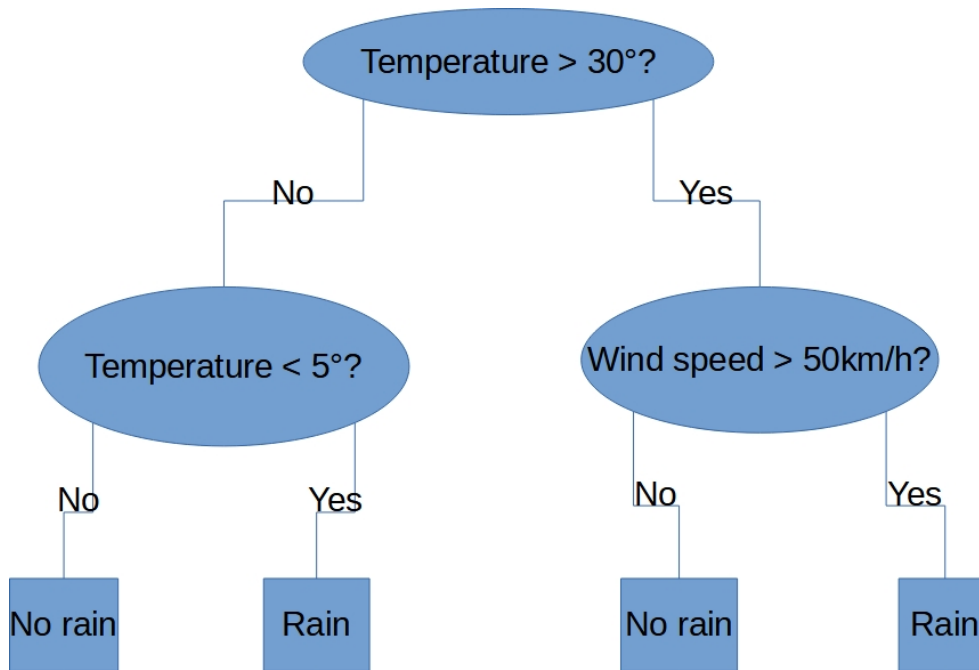 Temperature > 30°?
No
Yes
Temperature < 5°?
Wind speed > 50km/h?
No
Yes
No
Yes
No rain
Rain
No rain
Rain